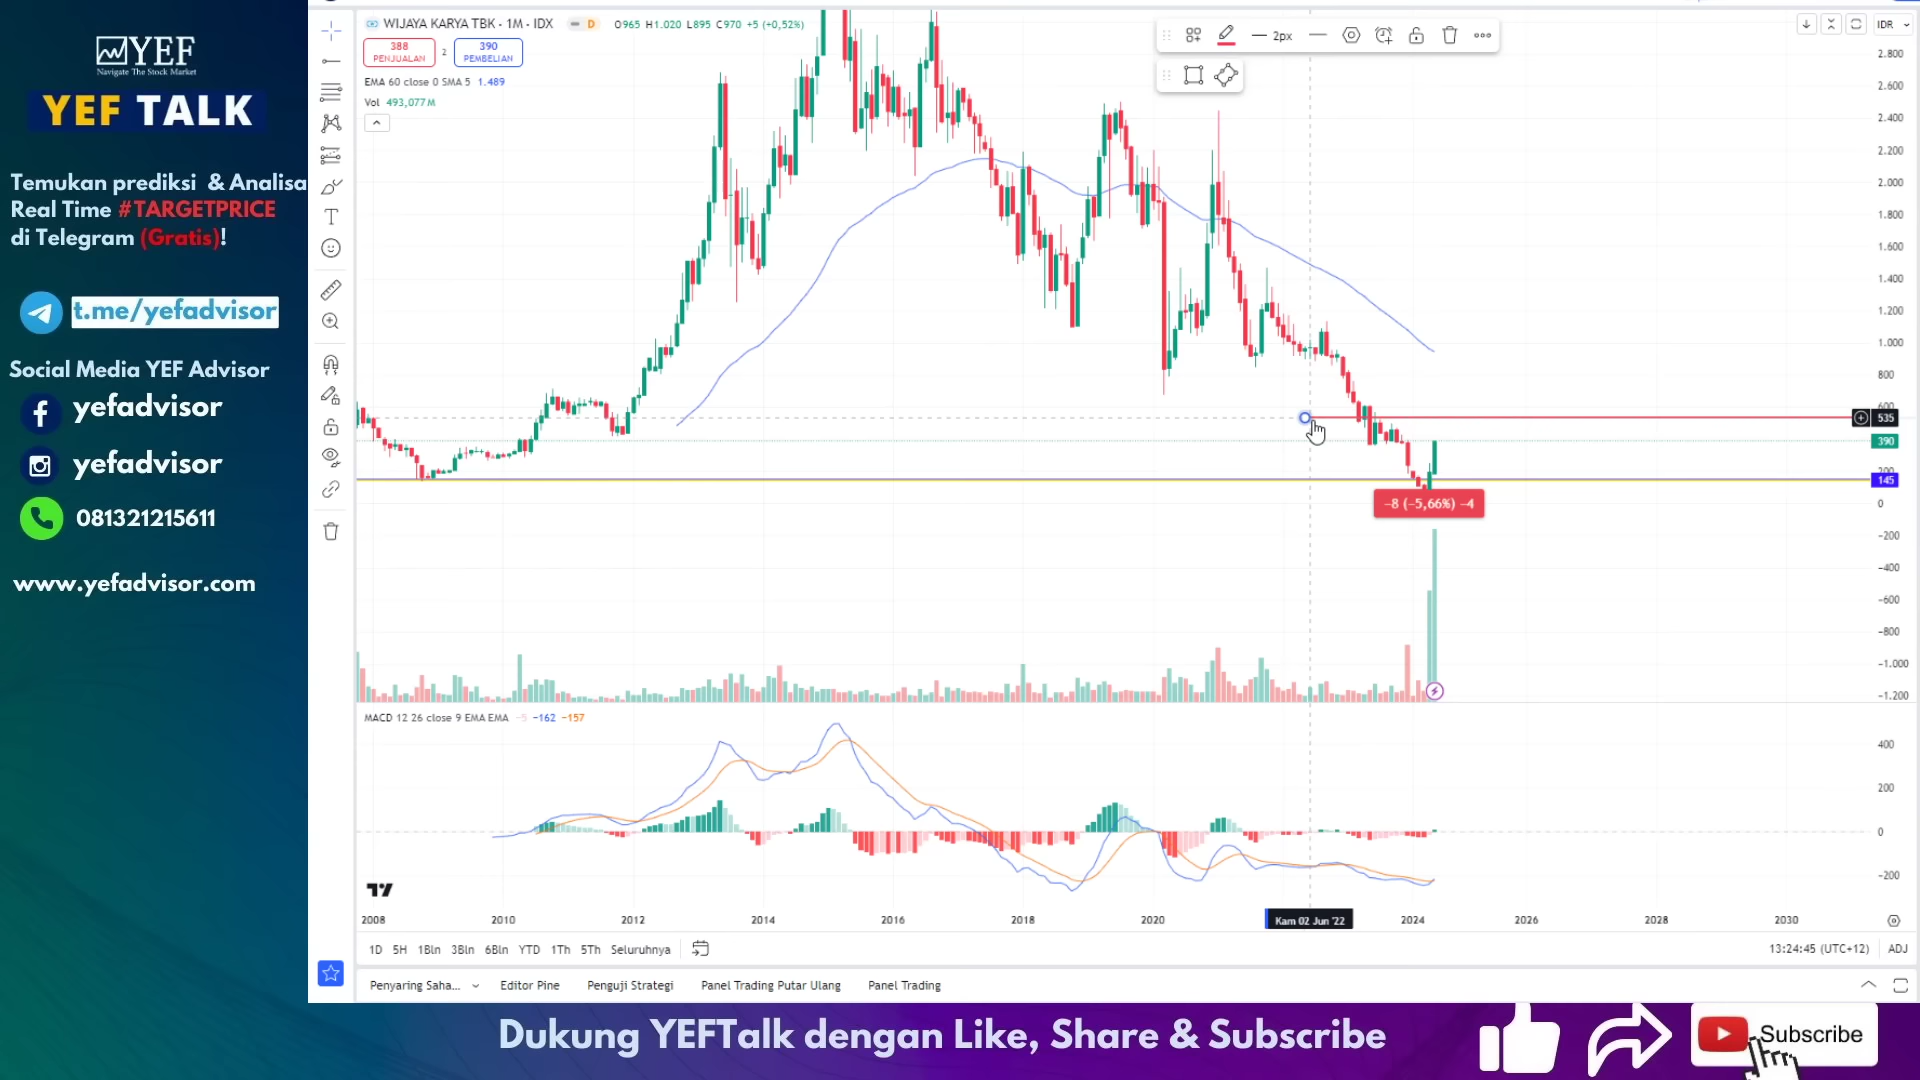 YEF
Navigate The Stock Market
YEF TALK
Temukan prediksi & Analisa
Real Time #TARGETPRICE
di Telegram (Gratis)!
t.me/yefadvisor
Social Media YEF Advisor
yefadvisor
yefadvisor
081321215611
www.yefadvisor.com
WIJAYA KARYA TBK - 1M - IDX
D
O965 H1.020 L895 C970 +5 (+0,52%)
388
PENJUALAN
2
390
PEMBELIAN
EMA 60 close 0 SMA 5 1.489
Vol 493,077 M
2px
IDR
2.800
2.600
2.400
2.200
2.000
1.800
1.600
1.400
1.200
1.000
800
600
535
390
200
145
0
−200
−400
−600
−800
−1.000
−1.200
−8 (−5,66%) −4
MACD 12 26 close 9 EMA EMA −5 −162 −157
400
200
0
−200
2008
2010
2012
2014
2016
2018
2020
Kam 02 Jun '22
2024
2026
2028
2030
1D 5H 1Bln 3Bln 6Bln YTD 1Th 5Th Seluruhnya
13:24:45 (UTC+12)
ADJ
Penyaring Saha...
Editor Pine
Penguji Strategi
Panel Trading Putar Ulang
Panel Trading
Dukung YEFTalk dengan Like, Share & Subscribe
Subscribe